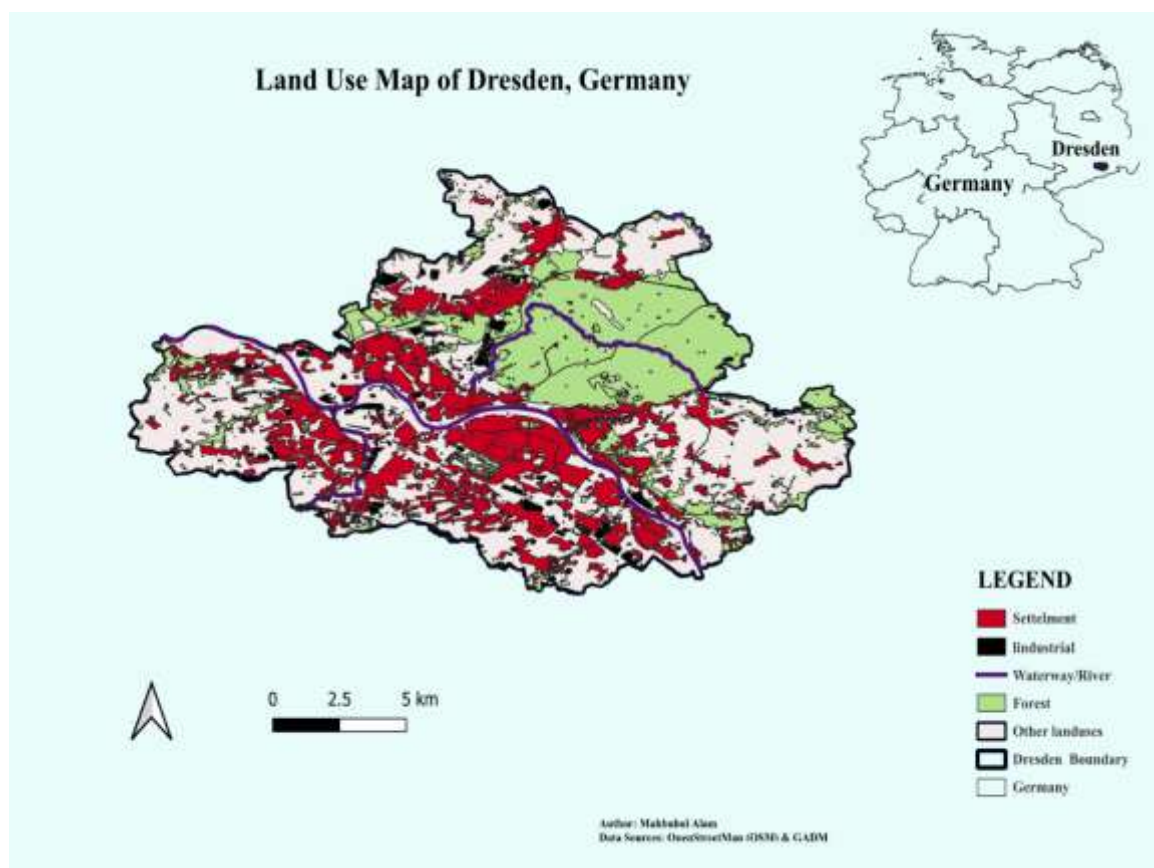 Land Use Map of Dresden, Germany
Dresden
Germany
LEGEND
Settelment
Iindustrial
Waterway/River
Forest
Other landuses
Dresden Boundary
Germany
0 2.5 5 km
Author: Mahbubul Alam
Data Sources: OpenStreetMap (OSM) & GADM